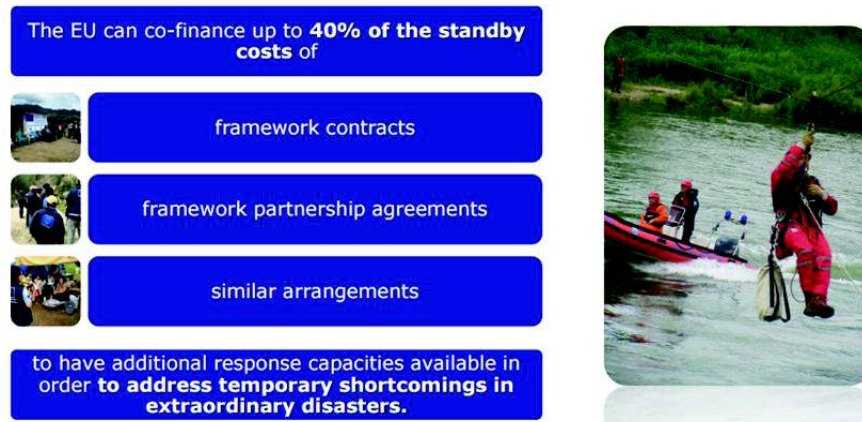 The EU can co-finance up to 40% of the standby
costs of
framework contracts
framework partnership agreements
similar arrangements
to have additional response capacities available in
order to address temporary shortcomings in
extraordinary disasters.